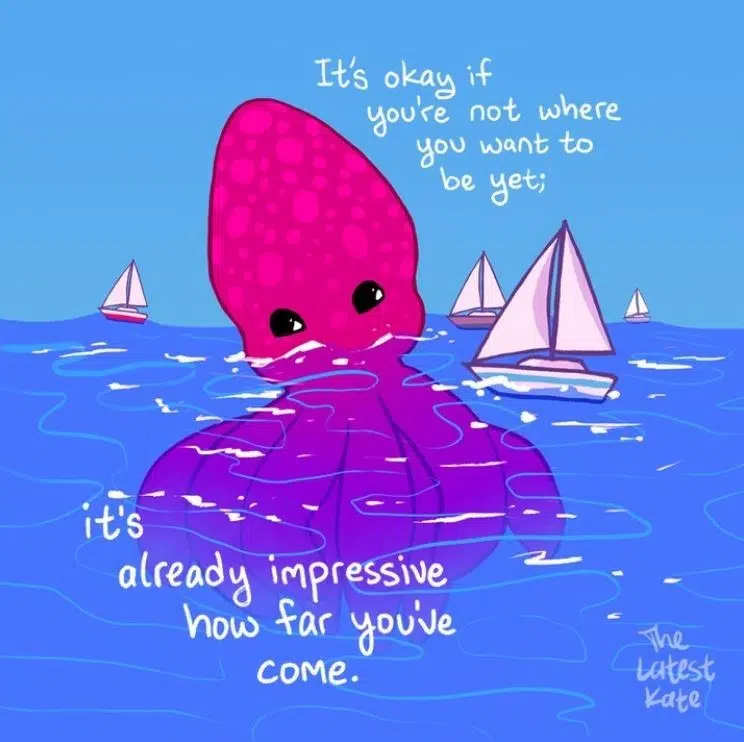 It's okay if
you're not where
you want to
be yet;
it's
already impressive
how far you've
come.
The
Latest
Kate